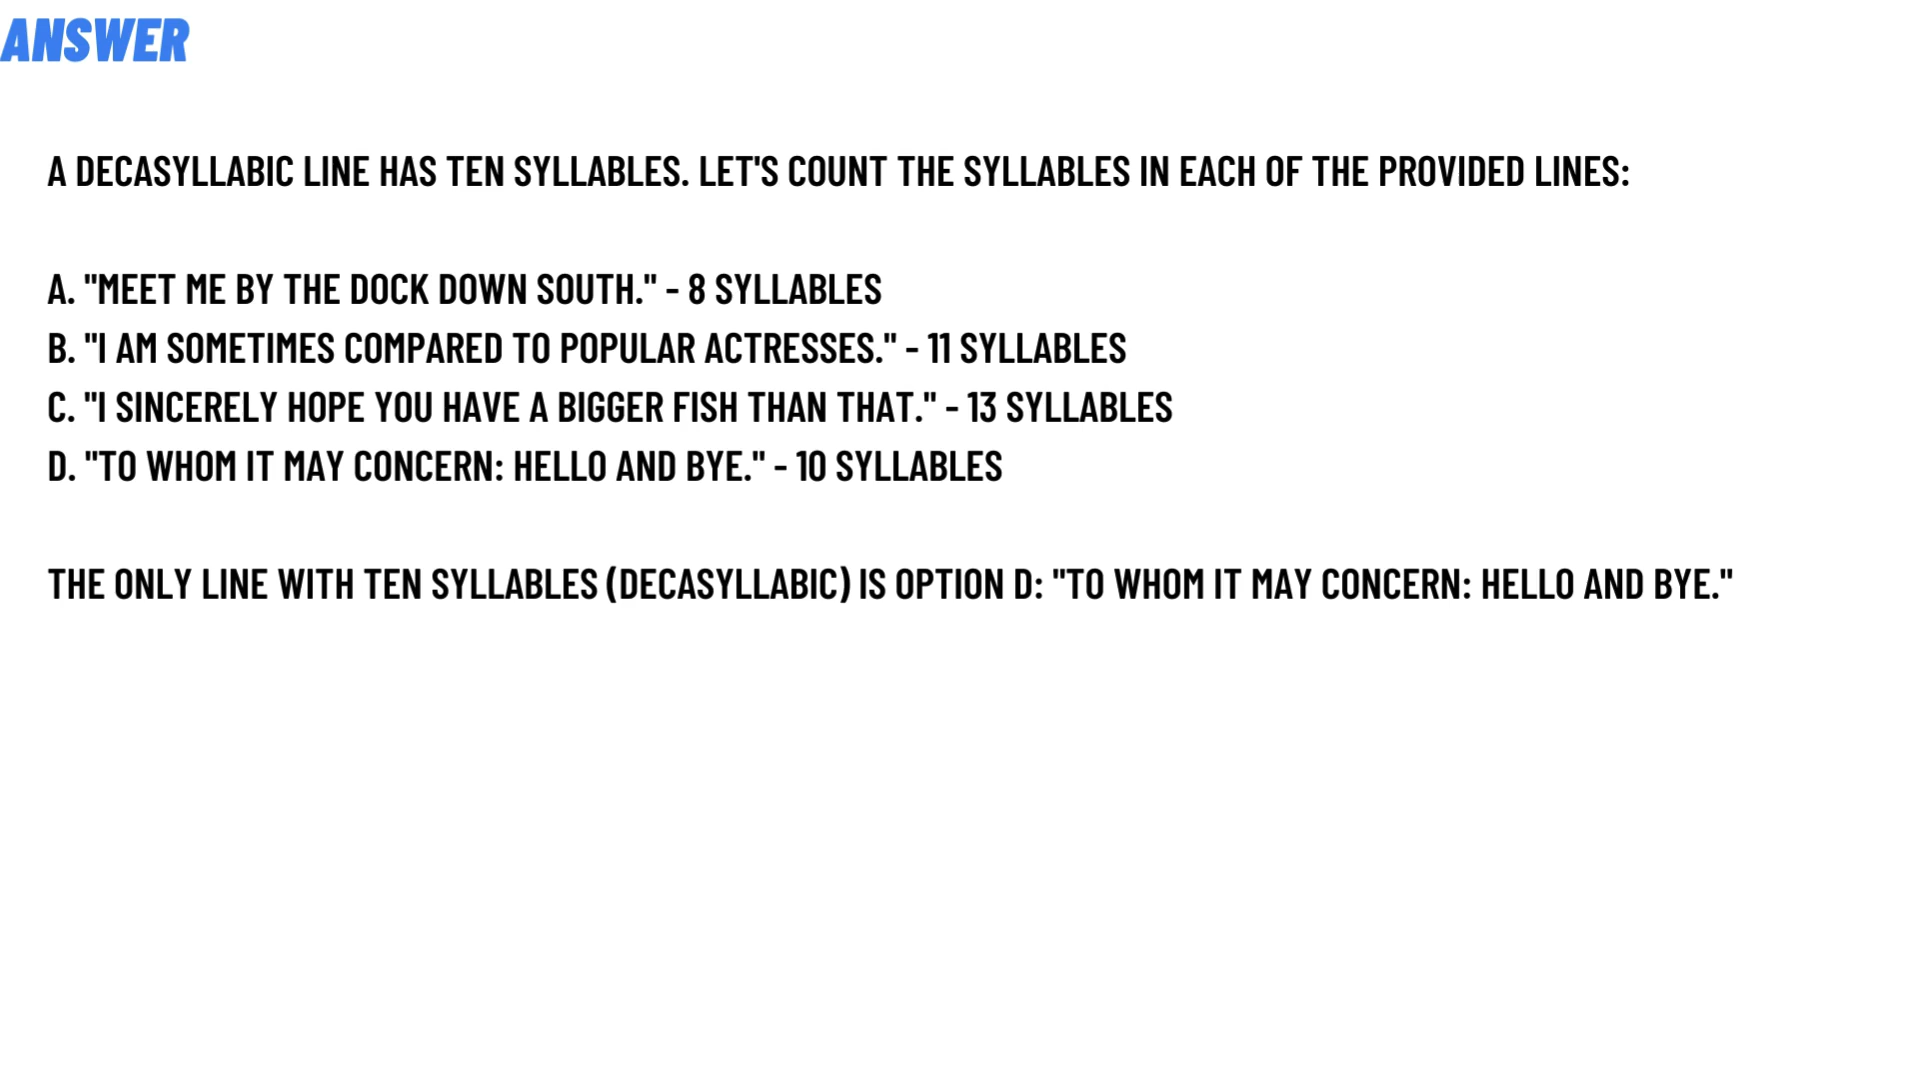 ANSWER
A DECASYLLABIC LINE HAS TEN SYLLABLES. LET'S COUNT THE SYLLABLES IN EACH OF THE PROVIDED LINES:
A. "MEET ME BY THE DOCK DOWN SOUTH." - 8 SYLLABLES
B. "I AM SOMETIMES COMPARED TO POPULAR ACTRESSES." - 11 SYLLABLES
C. "I SINCERELY HOPE YOU HAVE A BIGGER FISH THAN THAT." - 13 SYLLABLES
D. "TO WHOM IT MAY CONCERN: HELLO AND BYE." - 10 SYLLABLES
THE ONLY LINE WITH TEN SYLLABLES (DECASYLLABIC) IS OPTION D: "TO WHOM IT MAY CONCERN: HELLO AND BYE."